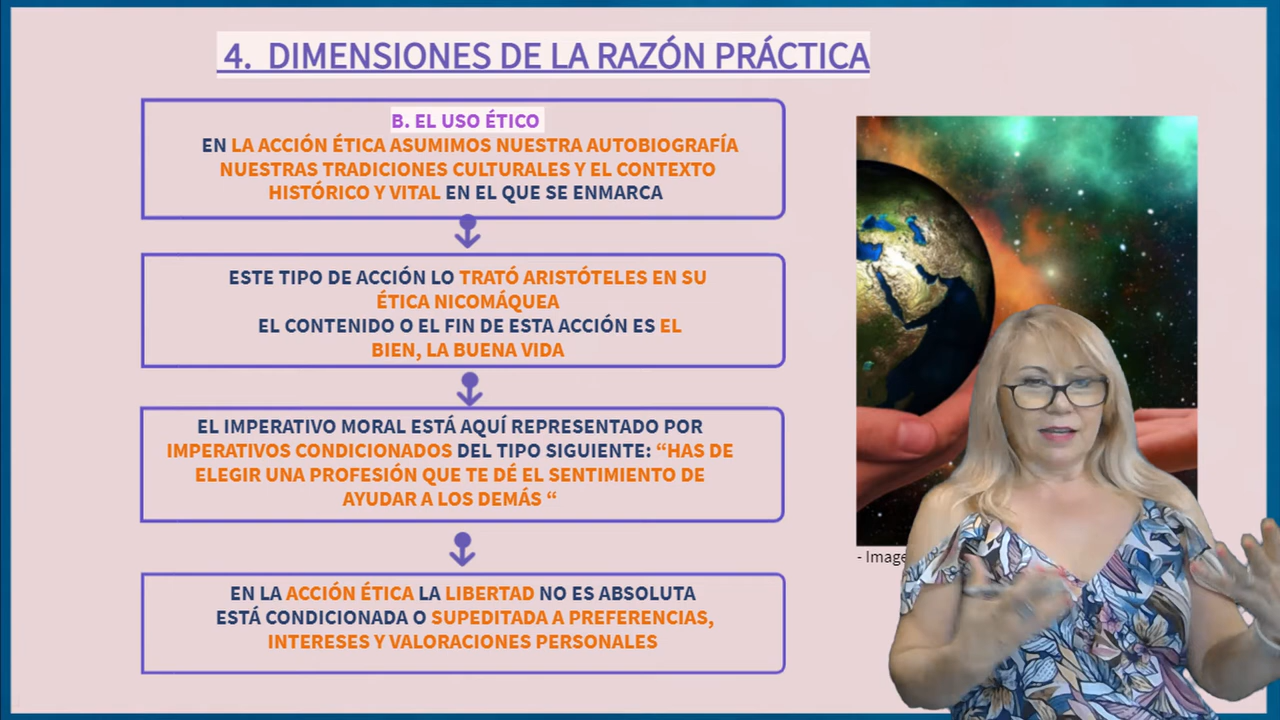 4. DIMENSIONES DE LA RAZÓN PRÁCTICA
B. EL USO ÉTICO
EN LA ACCIÓN ÉTICA ASUMIMOS NUESTRA AUTOBIOGRAFÍA
NUESTRAS TRADICIONES CULTURALES Y EL CONTEXTO
HISTÓRICO Y VITAL EN EL QUE SE ENMARCA
ESTE TIPO DE ACCIÓN LO TRATÓ ARISTÓTELES EN SU
ÉTICA NICOMÁQUEA
EL CONTENIDO O EL FIN DE ESTA ACCIÓN ES EL
BIEN, LA BUENA VIDA
EL IMPERATIVO MORAL ESTÁ AQUÍ REPRESENTADO POR
IMPERATIVOS CONDICIONADOS DEL TIPO SIGUIENTE: “HAS DE
ELEGIR UNA PROFESIÓN QUE TE DÉ EL SENTIMIENTO DE
AYUDAR A LOS DEMÁS “
EN LA ACCIÓN ÉTICA LA LIBERTAD NO ES ABSOLUTA
ESTÁ CONDICIONADA O SUPEDITADA A PREFERENCIAS,
INTERESES Y VALORACIONES PERSONALES